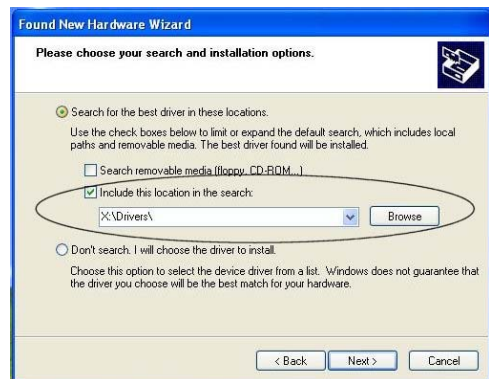 Found New Hardware Wizard
Please choose your search and installation options.
Search for the best driver in these locations.
Use the check boxes below to limit or expand the default search, which includes local
paths and removable media. The best driver found will be installed.
Search removable media (floppy, CD-ROM...)
Include this location in the search:
X:\Drivers\
Browse
Don't search. I will choose the driver to install.
Choose this option to select the device driver from a list. Windows does not guarantee that
the driver you choose will be the best match for your hardware.
< Back
Next >
Cancel